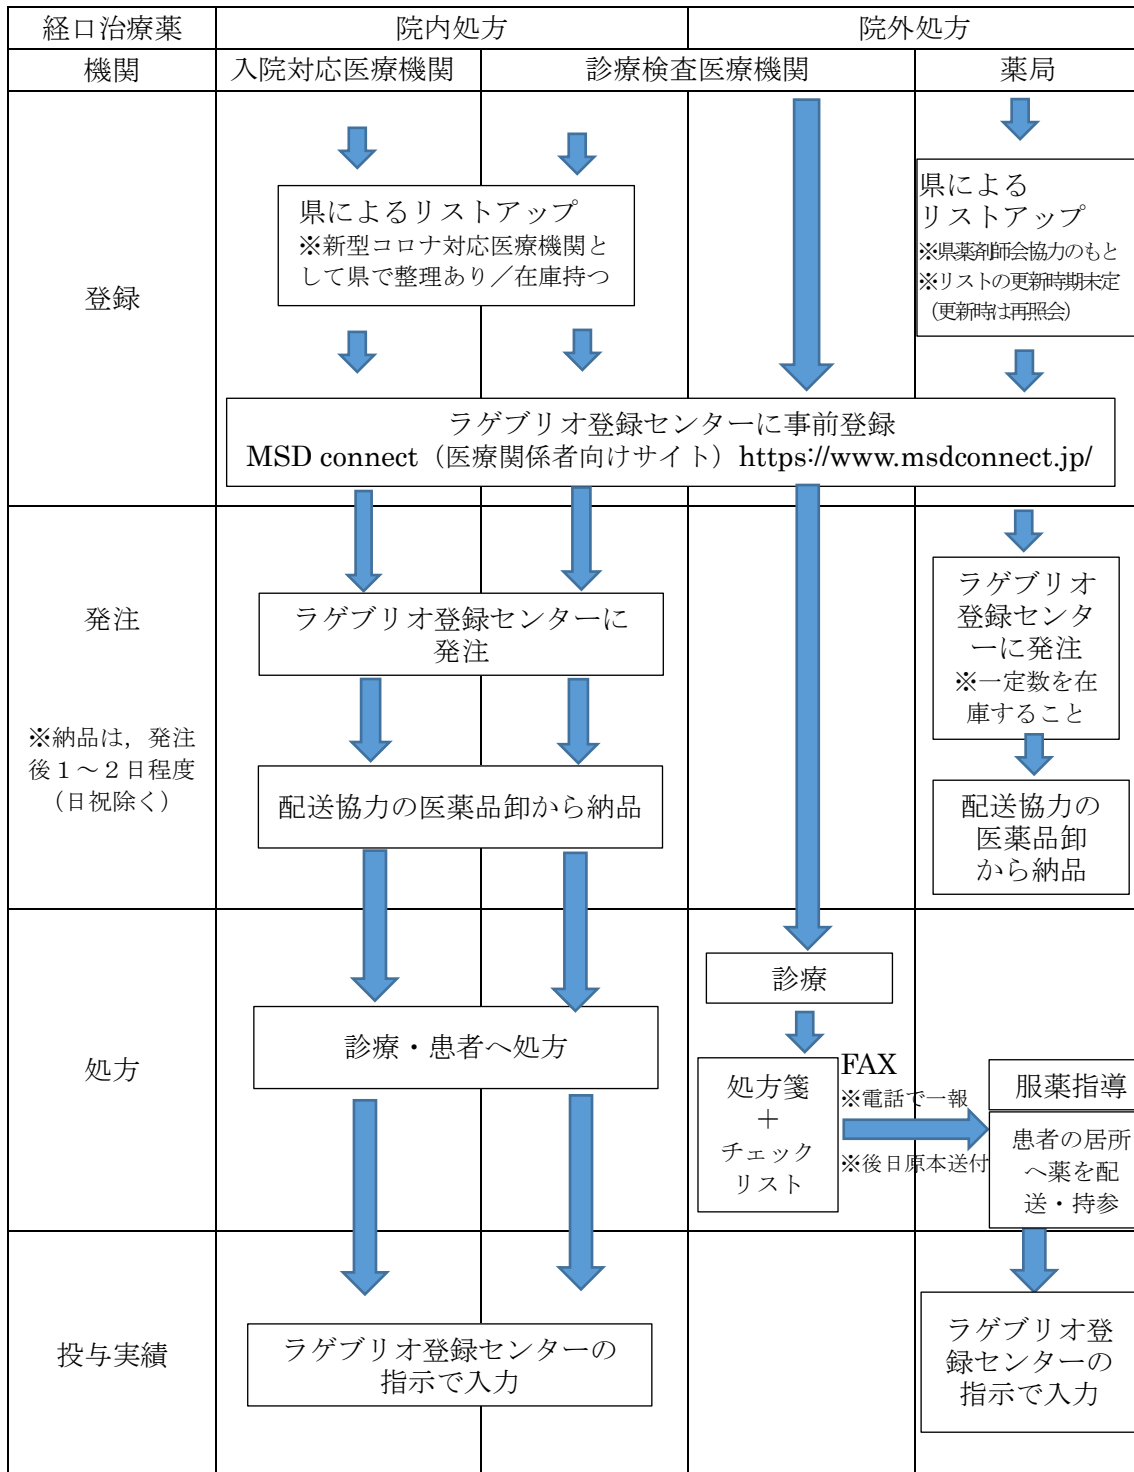 経口治療薬
院内処方
院外処方
機関
入院対応医療機関
診療検査医療機関
薬局
登録
県によるリストアップ
※新型コロナ対応医療機関と
して県で整理あり／在庫持つ
県による
リストアップ
※県薬剤師会協力のもと
※リストの更新時期未定
（更新時は再照会）
ラゲブリオ登録センターに事前登録
MSD connect（医療関係者向けサイト）https://www.msdconnect.jp/
発注
※納品は，発注
後１～２日程度
（日祝除く）
ラゲブリオ登録センターに
発注
配送協力の医薬品卸から納品
ラゲブリオ
登録センタ
ーに発注
※一定数を在
庫すること
配送協力の
医薬品卸
から納品
処方
診療・患者へ処方
診療
処方箋
＋
チェック
リスト
FAX
※電話で一報
※後日原本送付
服薬指導
患者の居所
へ薬を配
送・持参
投与実績
ラゲブリオ登録センターの
指示で入力
ラゲブリオ登
録センターの
指示で入力